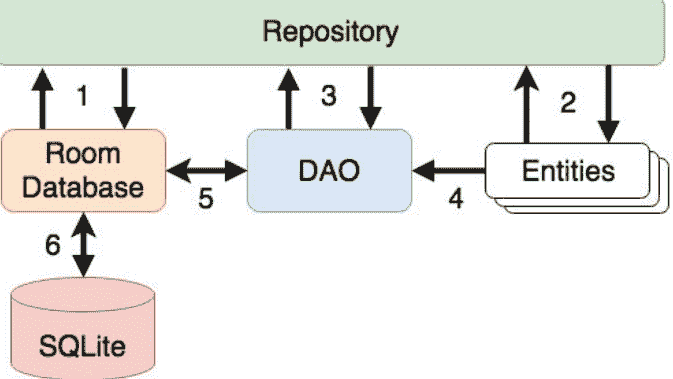 Repository
1
3
2
Room
Database
DAO
Entities
5
4
6
SQLite